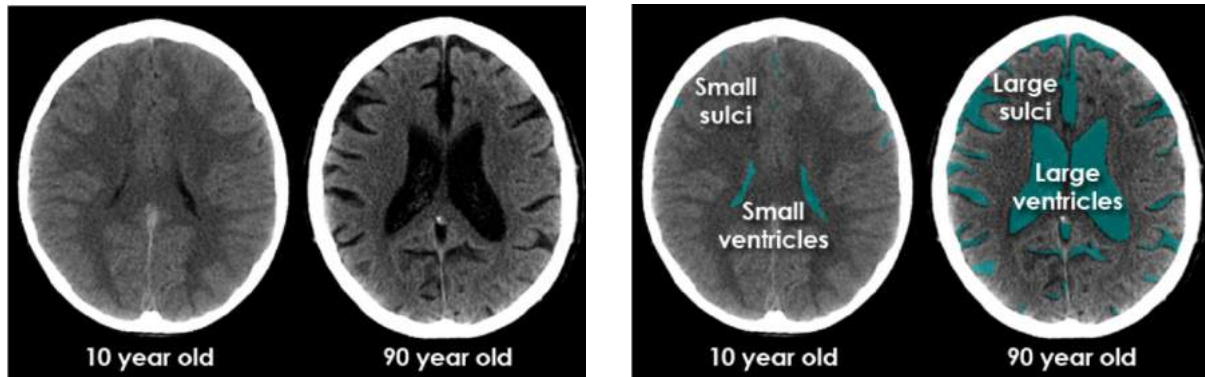 10 year old
90 year old
Small
sulci
Small
ventricles
10 year old
Large
sulci
Large
ventricles
90 year old